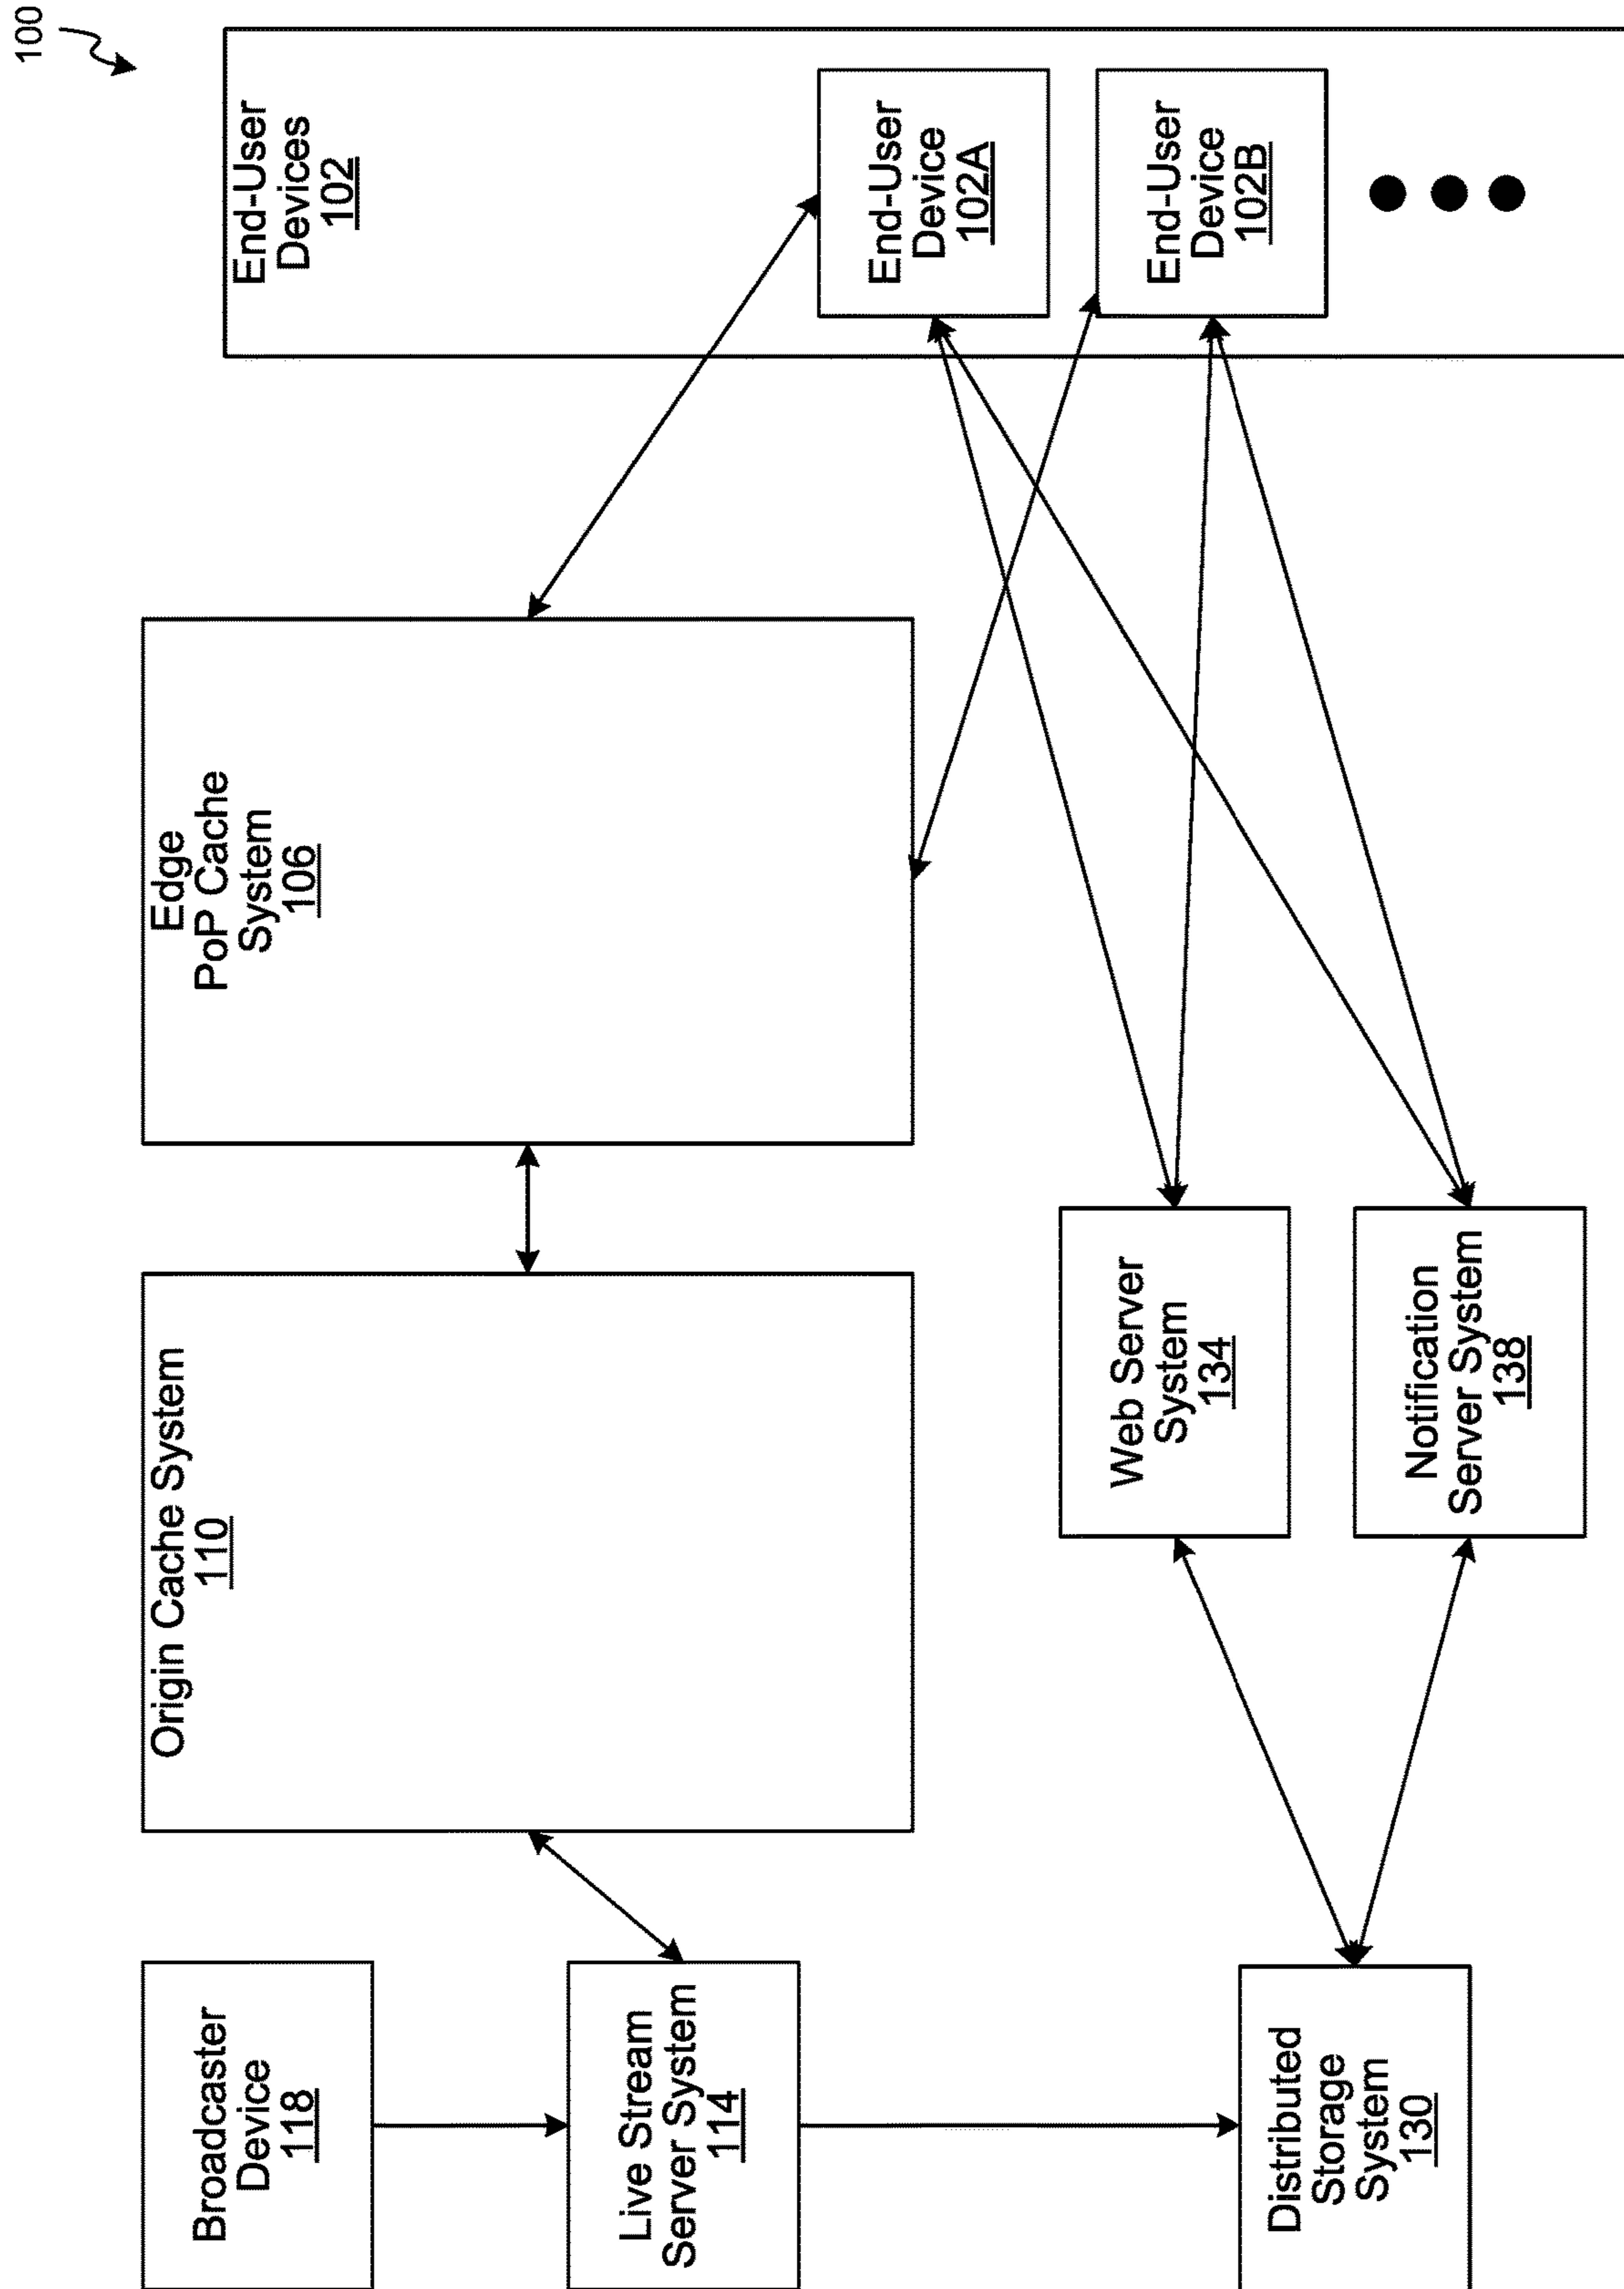 100
Broadcaster
Device
118
Live Stream
Server System
114
Distributed
Storage
System
130
Origin Cache System
110
Web Server
System
134
Notification
Server System
138
Edge
PoP Cache
System
106
End-User
Devices
102
End-User
Device
102A
End-User
Device
102B